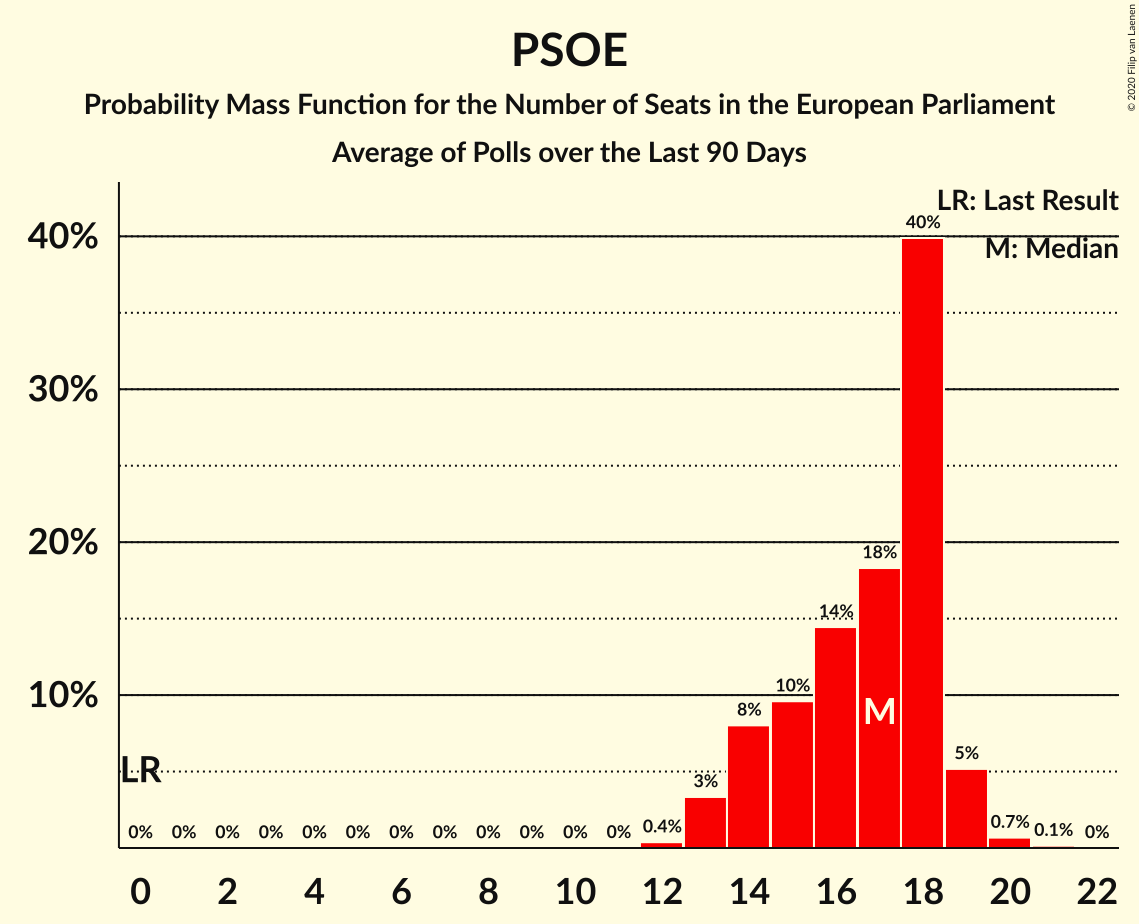 PSOE
Probability Mass Function for the Number of Seats in the European Parliament
Average of Polls over the Last 90 Days
© 2020 Filip van Laenen
LR: Last Result
M: Median
40%
30%
20%
10%
LR
M
0% 0% 0% 0% 0% 0% 0% 0% 0% 0% 0% 0% 0.4% 3% 8% 10% 14% 18% 40% 5% 0.7% 0.1% 0%
0 2 4 6 8 10 12 14 16 18 20 22